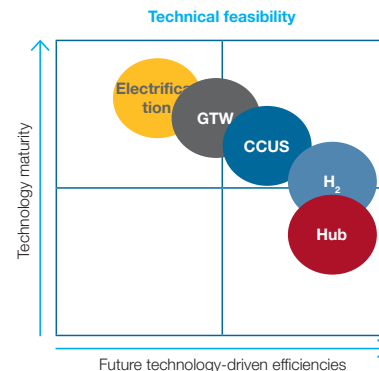 Technical feasibility
Technology maturity
Electrifica
tion
GTW
CCUS
H₂
Hub
Future technology-driven efficiencies